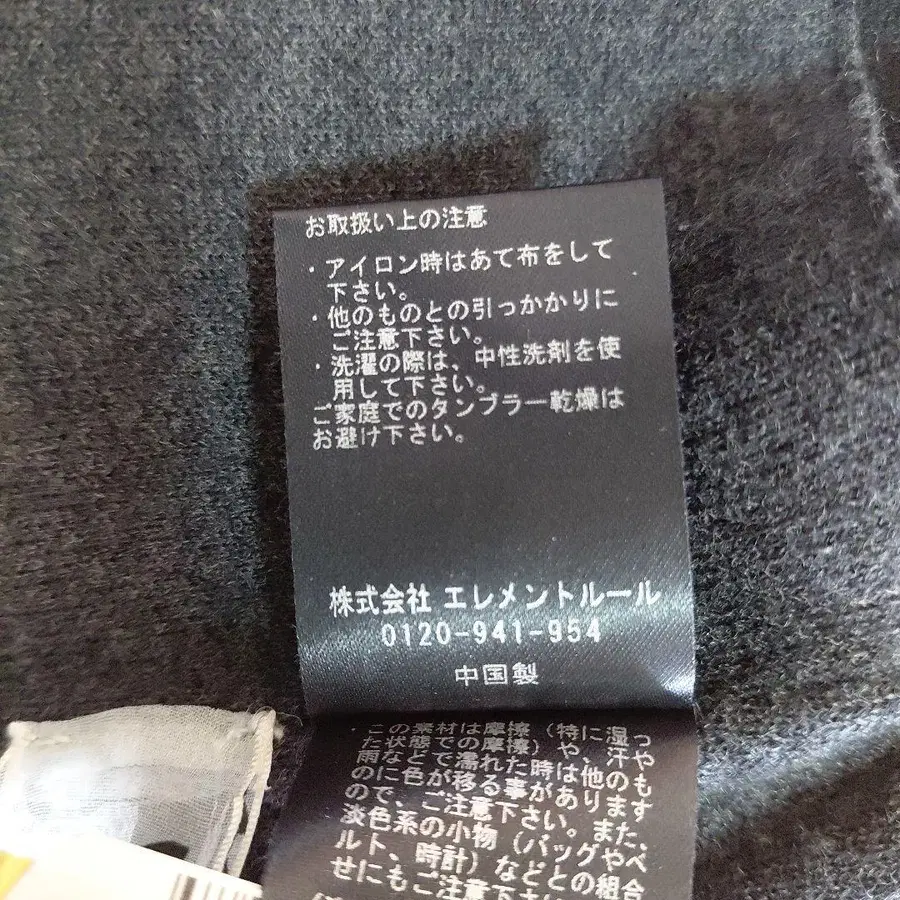 お取扱い上の注意
・アイロン時はあて布をして
下さい。
・他のものとの引っかかりに
ご注意下さい。
・洗濯の際は、中性洗剤を使
用して下さい。
ご家庭でのタンブラー乾燥は
お避け下さい。
株式会社 エレメントルール
0120-941-954
中国製
・この素材は摩擦(特に湿っ
た状態での摩擦)や、汗や
雨などで濡れた時は他のも
のに色が移る事があります
ので、ご注意下さい。また、
淡色系の小物(バッグやベ
ルト、時計)などとの組合
せにもご注意下さい